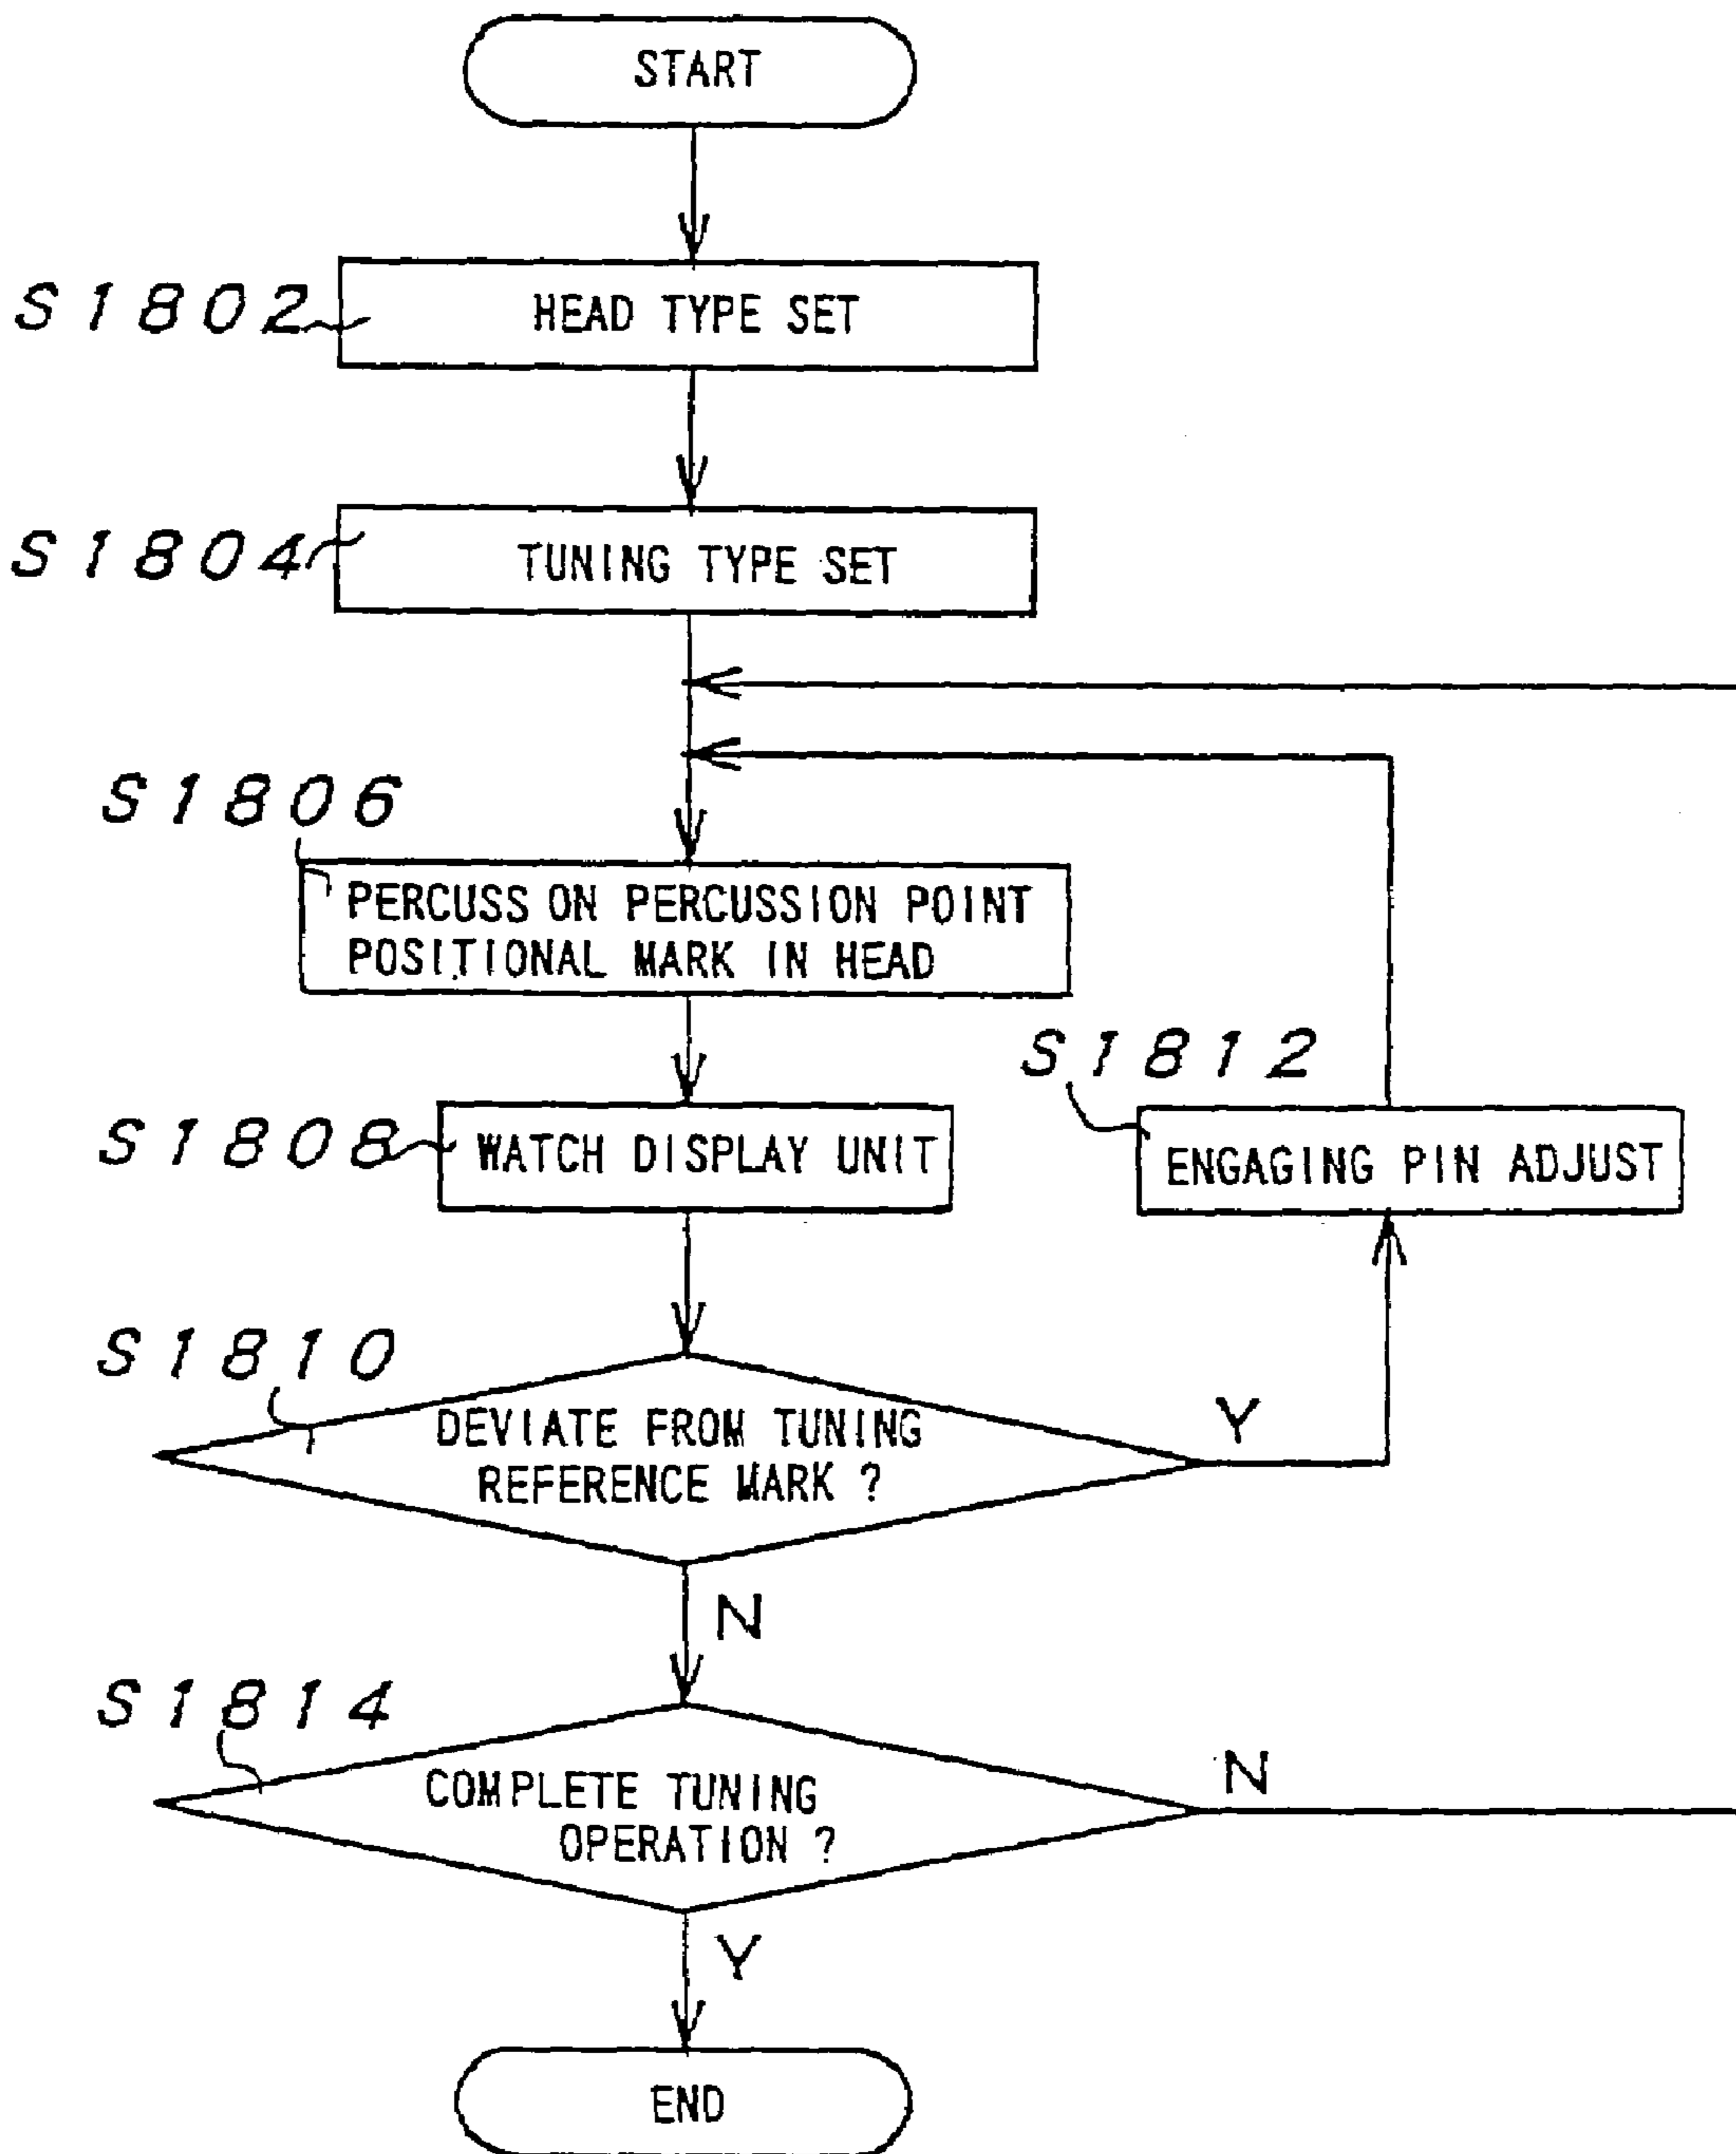 START
S1802
HEAD TYPE SET
S1804
TUNING TYPE SET
S1806
PERCUSS ON PERCUSSION POINT
POSITIONAL MARK IN HEAD
S1812
S1808
WATCH DISPLAY UNIT
ENGAGING PIN ADJUST
S1810
DEVIATE FROM TUNING
REFERENCE MARK ?
Y
N
S1814
COMPLETE TUNING
OPERATION ?
N
Y
END